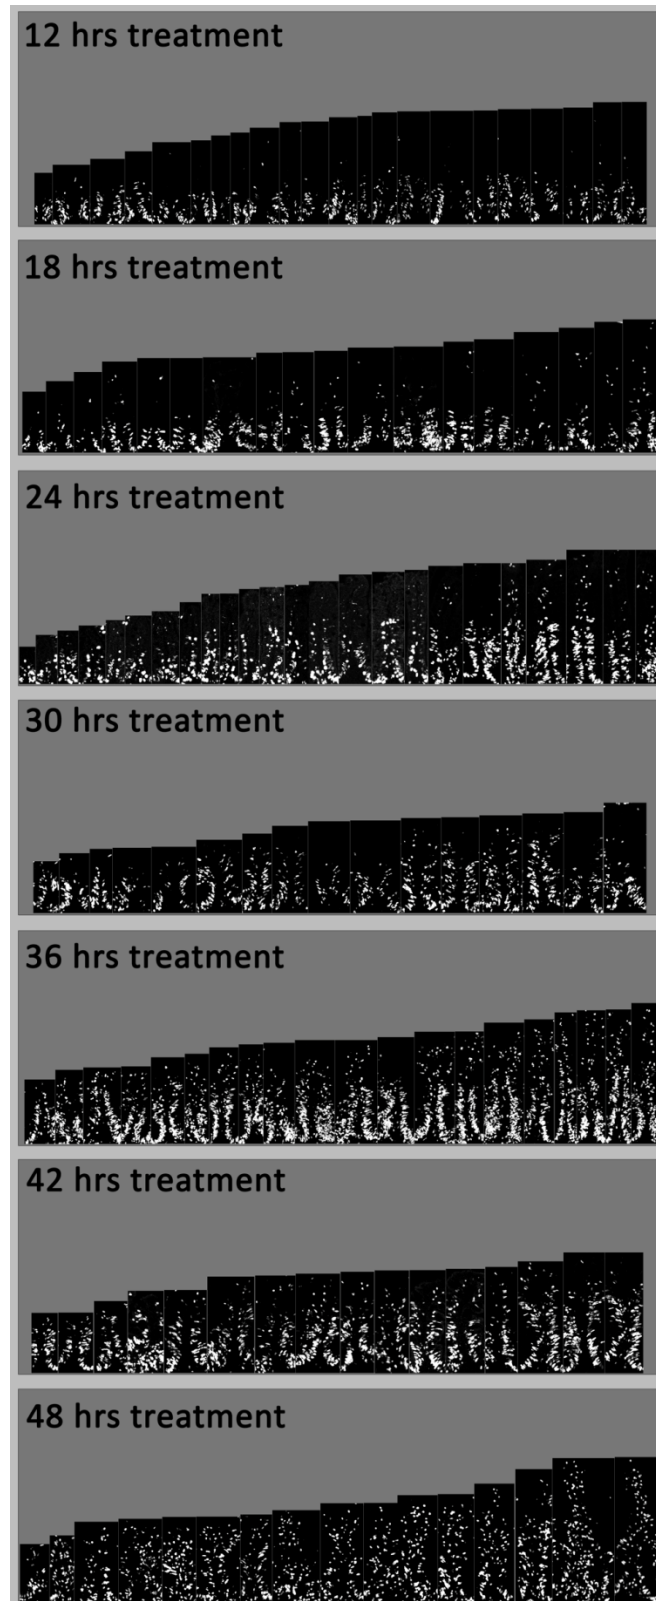 12 hrs treatment
18 hrs treatment
24 hrs treatment
30 hrs treatment
36 hrs treatment
42 hrs treatment
48 hrs treatment